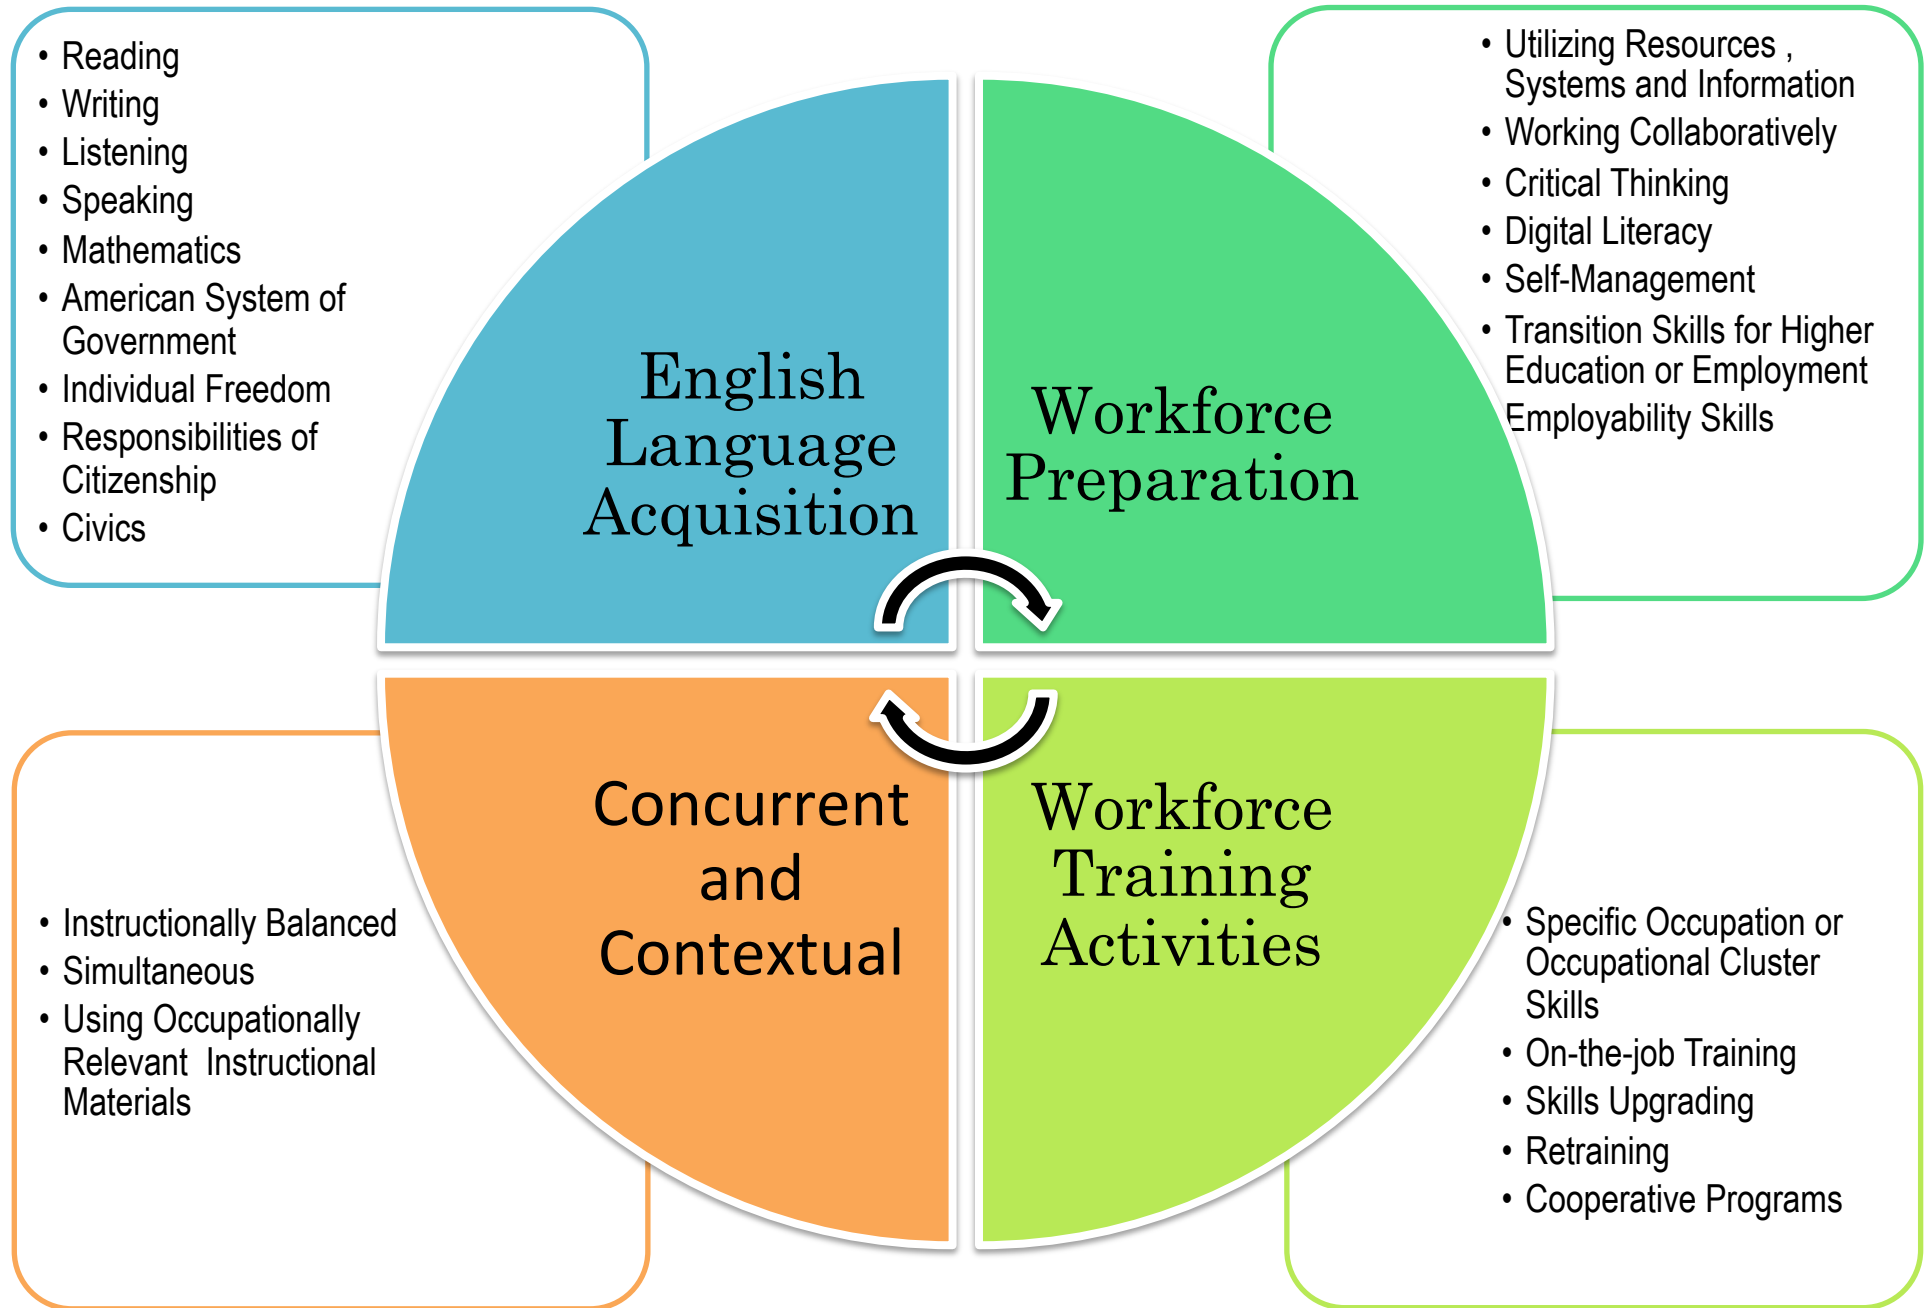 • Reading
• Writing
• Listening
• Speaking
• Mathematics
• American System of
Government
• Individual Freedom
• Responsibilities of
Citizenship
• Civics
English
Language
Acquisition
Workforce
Preparation
• Utilizing Resources ,
Systems and Information
• Working Collaboratively
• Critical Thinking
• Digital Literacy
• Self-Management
• Transition Skills for Higher
Education or Employment
Employability Skills
• Instructionally Balanced
• Simultaneous
• Using Occupationally
Relevant  Instructional
Materials
Concurrent
and
Contextual
Workforce
Training
Activities
• Specific Occupation or
Occupational Cluster
Skills
• On-the-job Training
• Skills Upgrading
• Retraining
• Cooperative Programs